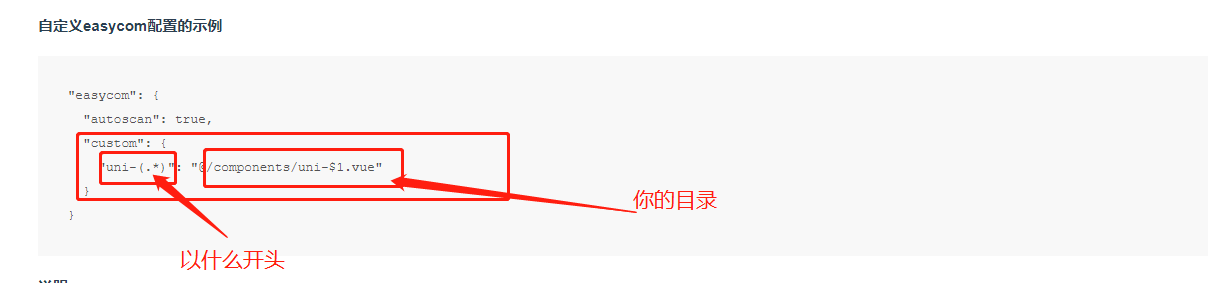 自定义easycom配置的示例
"easycom": {
"autoscan": true,
"custom": {
"uni-(.*)": "@/components/uni-$1.vue"
}
}
你的目录
以什么开头